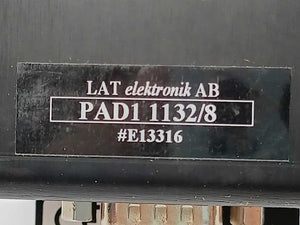 LAT elektronik AB
PAD1 1132/8
#E13316